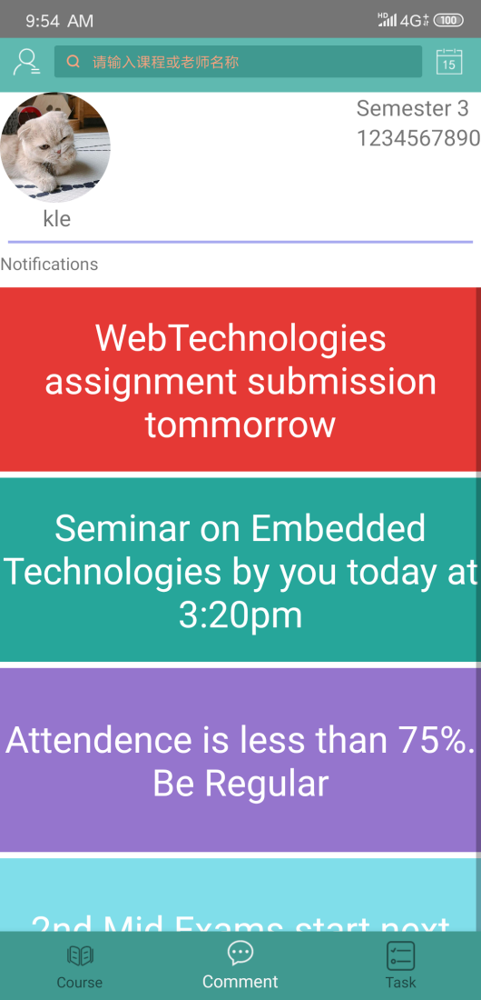 9:54 AM
HD 4G 100
请输入课程或老师名称
15
Semester 3
1234567890
kle
Notifications
WebTechnologies
assignment submission
tommorrow
Seminar on Embedded
Technologies by you today at
3:20pm
Attendence is less than 75%.
Be Regular
2nd Mid Exams start next
Course
Comment
Task